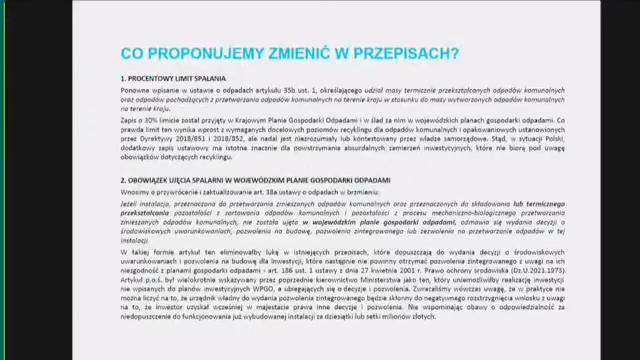 CO PROPONUJEMY ZMIENIĆ W PRZEPISACH?
1. PROCENTOWY LIMIT SPALANIA
Ponowne wpisanie w ustawie o odpadach artykułu 35b ust. 1, określającego udział masy termicznie przekształcanych odpadów komunalnych
oraz odpadów pochodzących z przetwarzania odpadów komunalnych na terenie kraju w stosunku do masy wytworzonych odpadów komunalnych
na terenie kraju.
Zapis o 30% limicie został przyjęty w Krajowym Planie Gospodarki Odpadami i w ślad za nim w wojewódzkich planach gospodarki odpadami. Co
prawda limit ten wynika wprost z wymaganych docelowych poziomów recyklingu dla odpadów komunalnych i opakowaniowych ustanowionych
przez Dyrektywy 2018/851 i 2018/852, ale nadal jest niezrozumiały lub kontestowany przez władze samorządowe. Stąd, w sytuacji Polski,
dodatkowy zapis ustawowy ma istotne znaczenie dla powstrzymania absurdalnych zamierzeń inwestycyjnych, które nie biorą pod uwagę
obowiązków dotyczących recyklingu.
2. OBOWIĄZEK UJĘCIA SPALARNI W WOJEWÓDZKIM PLANIE GOSPODARKI ODPADAMI
Wnosimy o przywrócenie i zaktualizowanie art. 38a ustawy o odpadach w brzmieniu:
Jeżeli instalacja, przeznaczona do przetwarzania zmieszanych odpadów komunalnych oraz przeznaczonych do składowania lub termicznego
przekształcania pozostałości z sortowania odpadów komunalnych i pozostałości z procesu mechaniczno-biologicznego przetwarzania
zmieszanych odpadów komunalnych, nie została ujęta w wojewódzkim planie gospodarki odpadami, odmawia się wydania decyzji o
środowiskowych uwarunkowaniach, pozwolenia na budowę, pozwolenia zintegrowanego lub zezwolenia na przetwarzanie odpadów w tej
instalacji.
W takiej formie artykuł ten eliminowałby lukę w istniejących przepisach, które dopuszczają do wydania decyzji o środowiskowych
uwarunkowaniach i pozwolenia na budowę dla inwestycji, które następnie nie powinny otrzymać pozwolenia zintegrowanego z uwagi na ich
niezgodność z planami gospodarki odpadami - art. 186 ust. 1 ustawy z dnia 27 kwietnia 2001 r. Prawo ochrony środowiska (Dz.U.2021.1973)
Artykuł p.o.ś. był wielokrotnie wskazywany przez poprzednie kierownictwo Ministerstwa jako ten, który uniemożliwiłby realizację inwestycji
nie wpisanych do planów inwestycyjnych WPGO, a ubiegających się o decyzje i pozwolenia. Zwracaliśmy wówczas uwagę, że w praktyce nie
można liczyć na to, że urzędnik władny do wydania pozwolenia zintegrowanego będzie skłonny do negatywnego rozstrzygnięcia wniosku z uwagi
na to, że inwestor uzyskał wcześniej w majestacie prawa inne decyzje i pozwolenia. Nie wspominając obawy o odpowiedzialność za
niedopuszczenie do funkcjonowania już wybudowanej instalacji za dziesiątki lub setki milionów złotych.